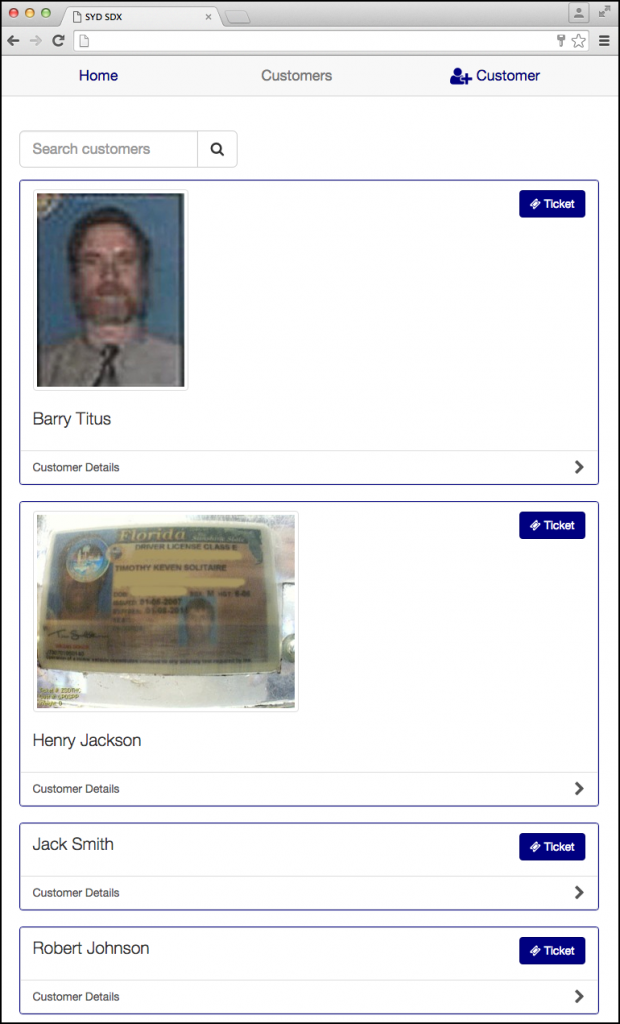 SYD SDX
Home Customers Customer
Search customers
Ticket
Barry Titus
Customer Details
Ticket
Florida
DRIVER LICENSE CLASS E
TIMOTHY KEVEN SOLITAIRE
Henry Jackson
Customer Details
Jack Smith
Ticket
Customer Details
Robert Johnson
Ticket
Customer Details